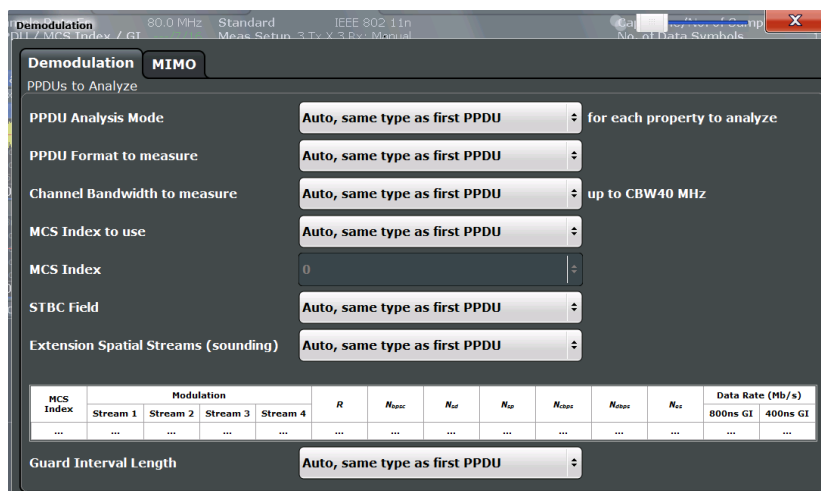 Demodulation 80.0 MHz Standard IEEE 802 11n
MCS Index / GI Meas Setup 3 Tx X 3 Rx: Manual No. of Data Symbols
Demodulation MIMO
PPDUs to Analyze
PPDU Analysis Mode Auto, same type as first PPDU for each property to analyze
PPDU Format to measure Auto, same type as first PPDU
Channel Bandwidth to measure Auto, same type as first PPDU up to CBW40 MHz
MCS Index to use Auto, same type as first PPDU
MCS Index 0
STBC Field Auto, same type as first PPDU
Extension Spatial Streams (sounding) Auto, same type as first PPDU
MCS Index Modulation R Nbpsc Nsd Nsp Ncbps Ndbps Nes Data Rate (Mb/s)
Stream 1 Stream 2 Stream 3 Stream 4 800ns GI 400ns GI
... ... ... ... ... ... ... ... ... ... ... ... ... ...
Guard Interval Length Auto, same type as first PPDU